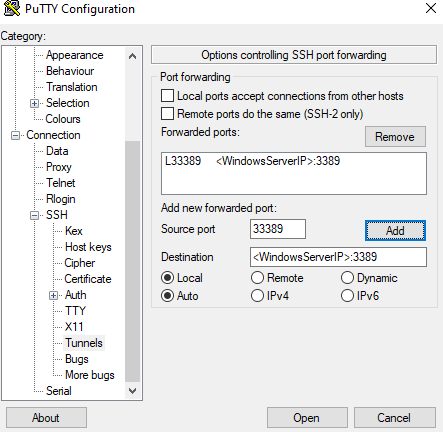 PuTTY Configuration
Category:
Appearance
Behaviour
Translation
Selection
Colours
Connection
Data
Proxy
Telnet
Rlogin
SSH
Kex
Host keys
Cipher
Certificate
Auth
TTY
X11
Tunnels
Bugs
More bugs
Serial
Options controlling SSH port forwarding
Port forwarding
Local ports accept connections from other hosts
Remote ports do the same (SSH-2 only)
Forwarded ports:
Remove
L33389 <WindowsServerIP>:3389
Add new forwarded port:
Source port 33389 Add
Destination <WindowsServerIP>:3389
Local Remote Dynamic
Auto IPv4 IPv6
About Open Cancel